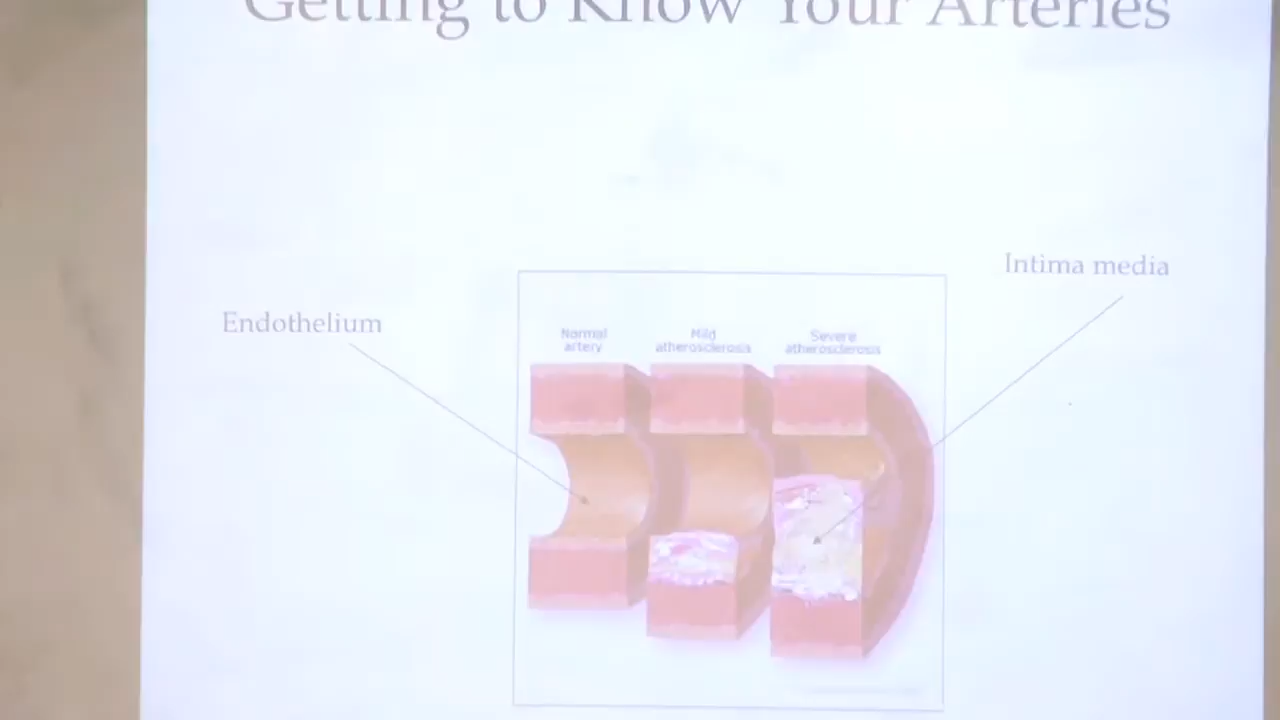 Getting to Know Your Arteries
Intima media
Endothelium
Normal
artery
Mild
atherosclerosis
Severe
atherosclerosis